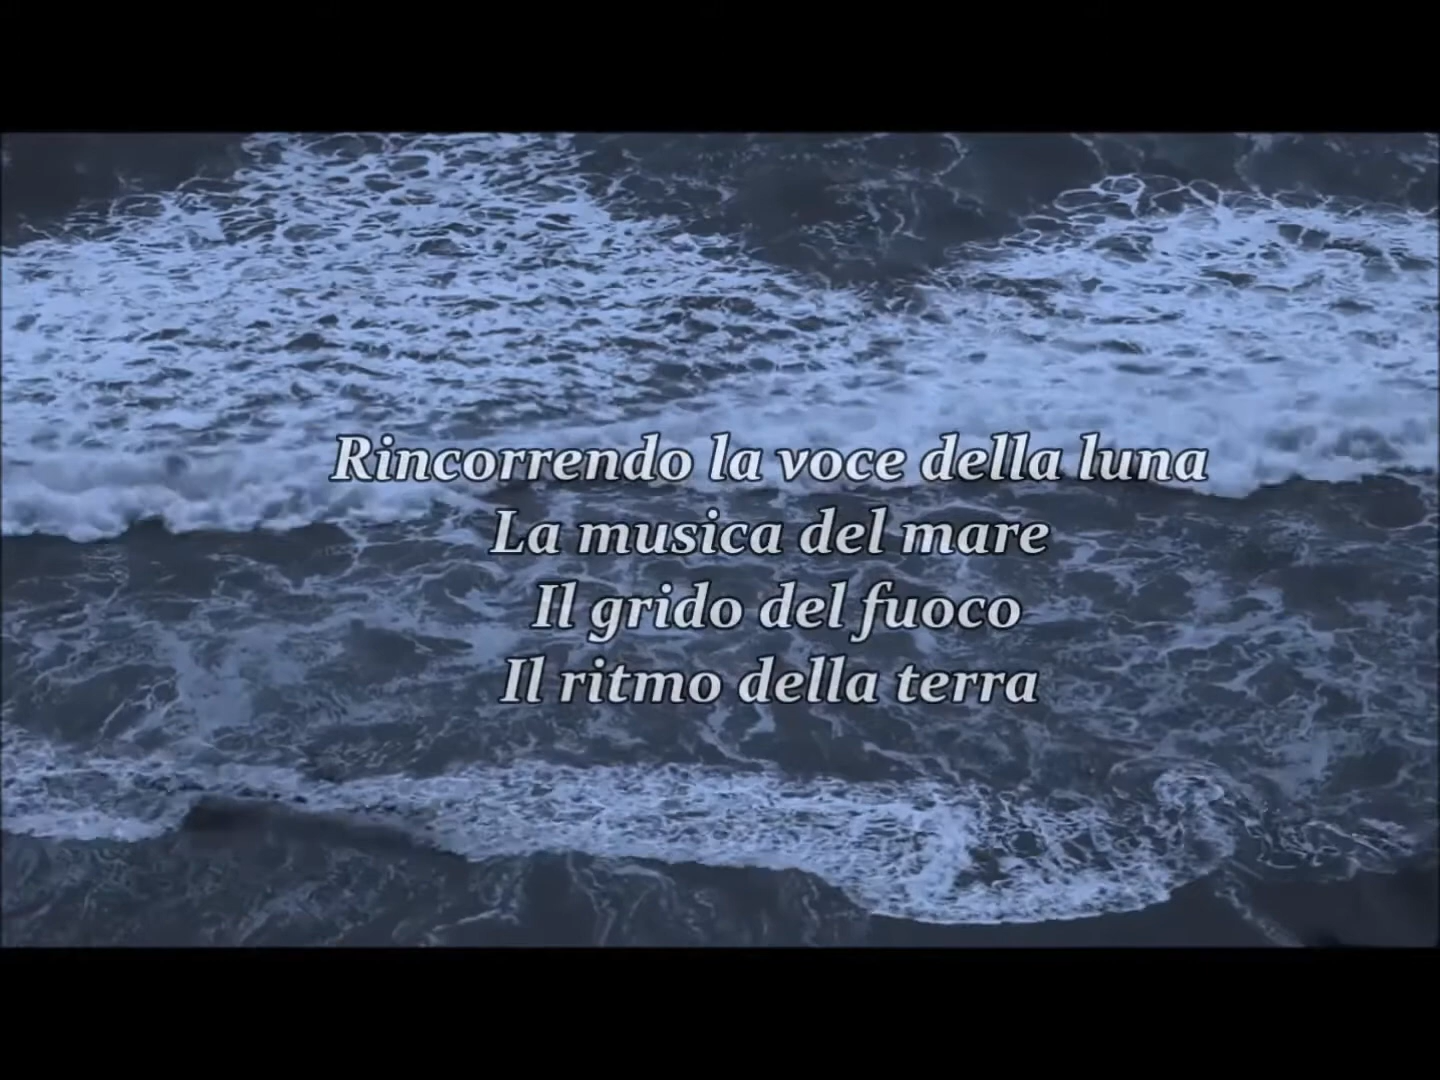 Rincorrendo la voce della luna
La musica del mare
Il grido del fuoco
Il ritmo della terra